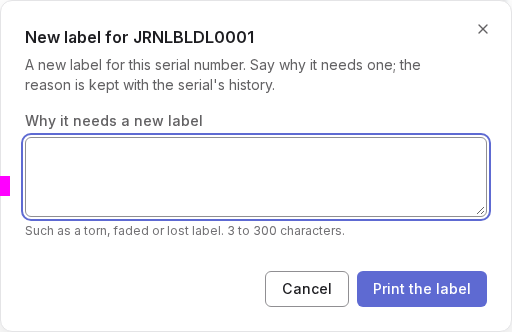 New label for JRNLBLDL0001
A new label for this serial number. Say why it needs one; the
reason is kept with the serial's history.
Why it needs a new label
Such as a torn, faded or lost label. 3 to 300 characters.
Cancel
Print the label